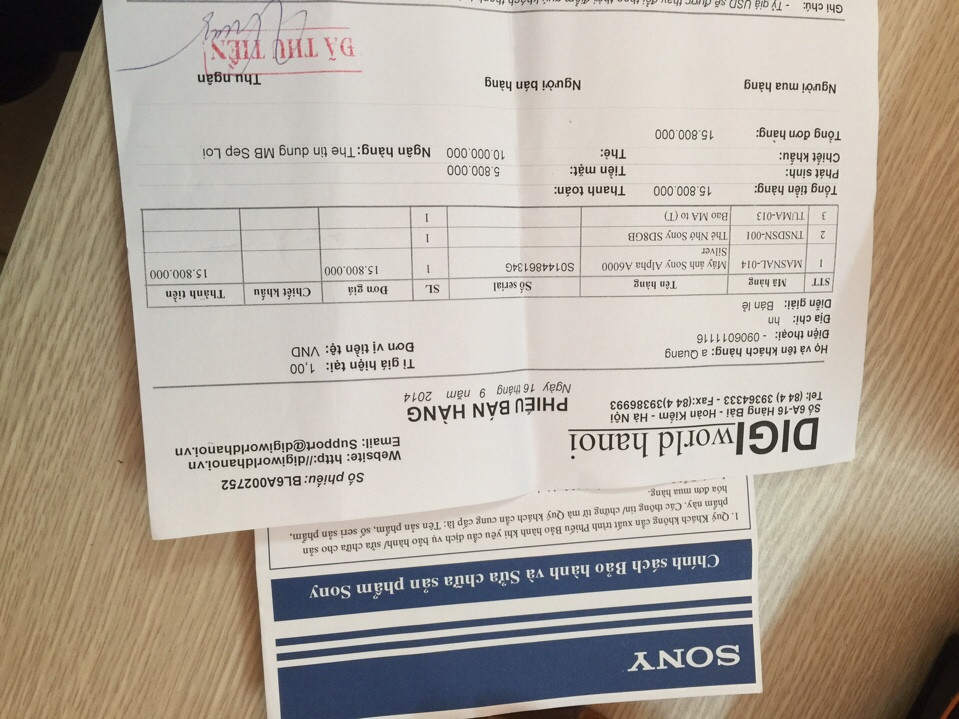 SONY
Chính sách Bảo hành và Sửa chữa sản phẩm Sony
1. Quý Khách không cần xuất trình Phiếu Bảo hành khi yêu cầu dịch vụ bảo hành/ sửa chữa cho sản
phẩm này. Các thông tin/ chứng từ mà Quý khách cần cung cấp là: Tên sản phẩm, số seri sản phẩm,
hóa đơn mua hàng.
DIGIworld hanoi
Số 6A-16 Hàng Bài - Hoàn Kiếm - Hà Nội
Tel: (84 4) 39364333 - Fax:(84 4)39386993
Số phiếu: BL6A002752
Website: http://digiworldhanoi.vn
Email: Support@digiworldhanoi.vn
PHIẾU BÁN HÀNG
Ngày 16 tháng 9 năm 2014
Họ và tên khách hàng: a Quang
Điện thoại: - 0906011116
Địa chỉ: hn
Diễn giải: Bán lẻ
Tỉ giá hiện tại: 1,00
Đơn vị tiền tệ: VND
STT Mã hàng Tên hàng Số serial SL Đơn giá Chiết khấu Thành tiền
1 MASNAL-014 Máy ảnh Sony Alpha A6000 S014486134G 1 15.800.000 15.800.000
Silver
2 TNSDSN-001 Thẻ Nhớ Sony SD8GB 1
3 TUMA-013 Bao MA to (T) 1
Tổng tiền hàng: 15.800.000 Thanh toán:
Phát sinh: Tiền mặt: 5.800.000
Chiết khấu: Thẻ: 10.000.000 Ngân hàng: The tin dung MB Sep Loi
Tổng đơn hàng: 15.800.000
Người mua hàng Người bán hàng Thu ngân
ĐÃ THU TIỀN
Ghi chú: - Tỷ giá USD sẽ được thay đổi theo thời điểm quý khách thanh